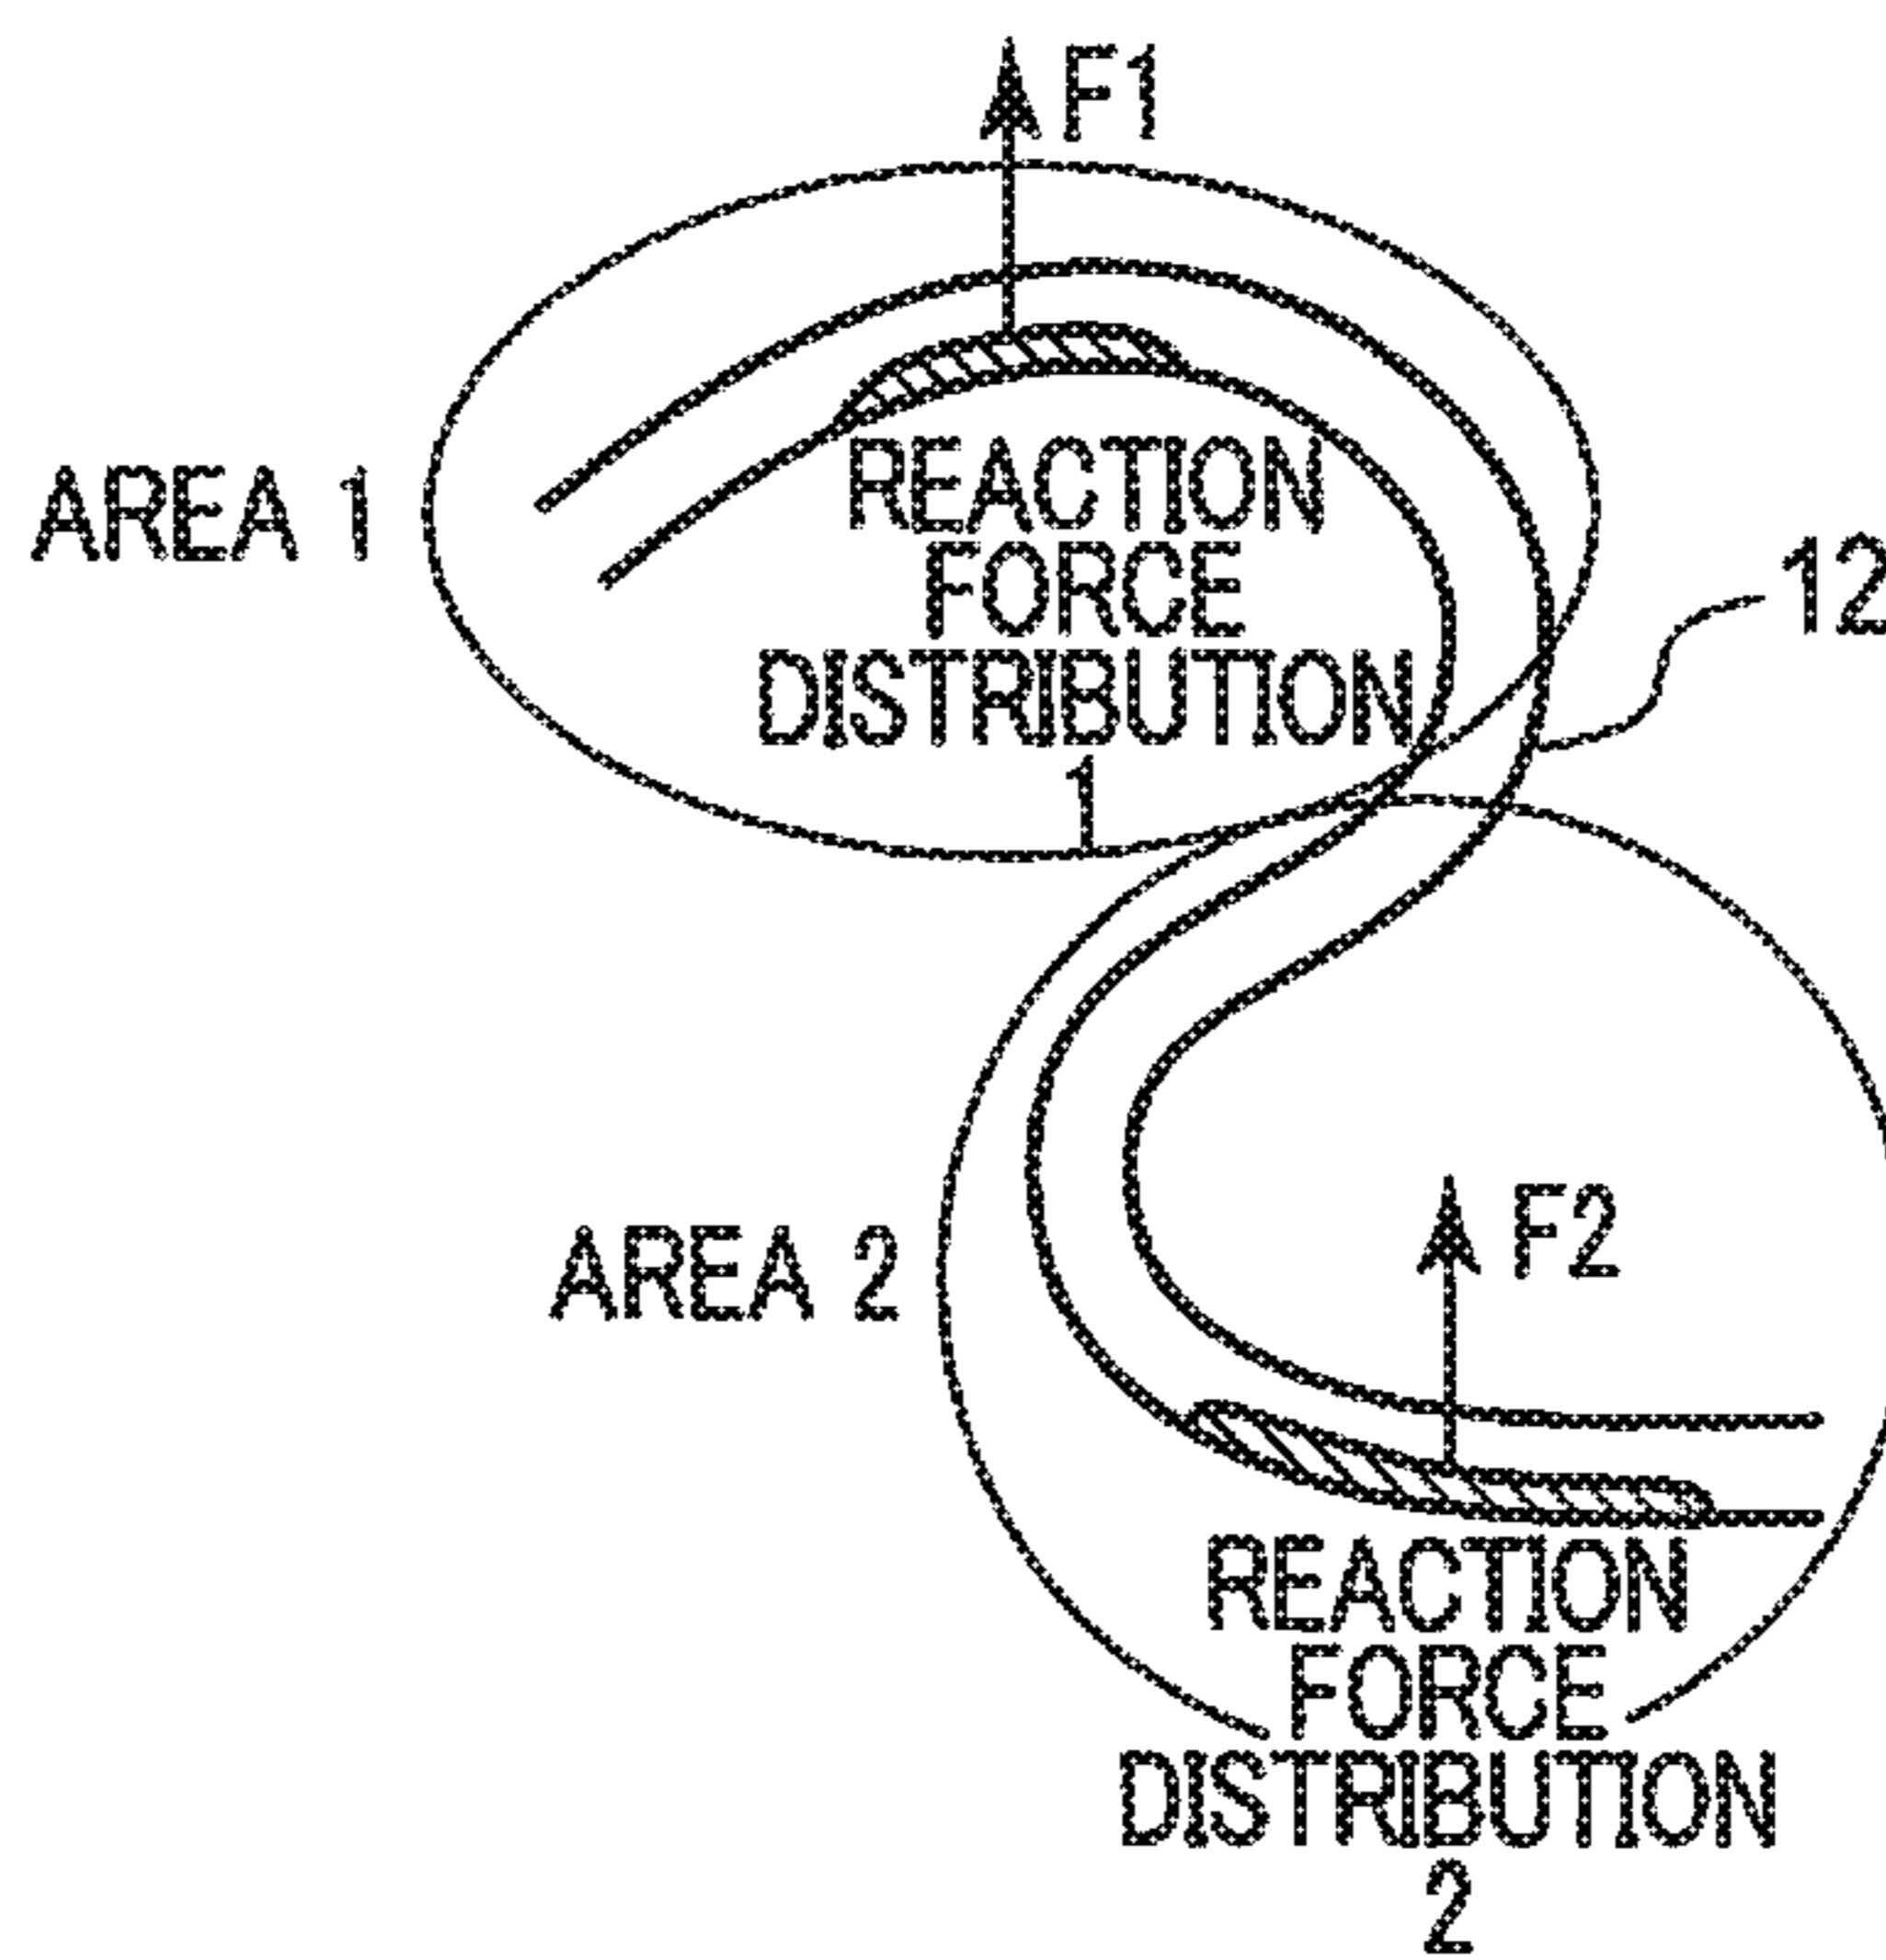 F1
AREA 1
REACTION
FORCE
DISTRIBUTION
1
12
AREA 2
F2
REACTION
FORCE
DISTRIBUTION
2